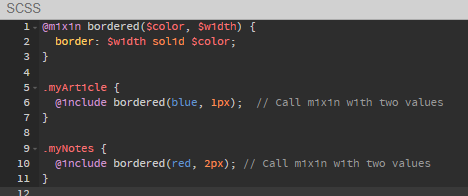 SCSS
1 @mixin bordered($color, $width) {
2   border: $width solid $color;
3 }
4
5 .myArticle {
6   @include bordered(blue, 1px);  // Call mixin with two values
7 }
8
9 .myNotes {
10   @include bordered(red, 2px); // Call mixin with two values
11 }
12